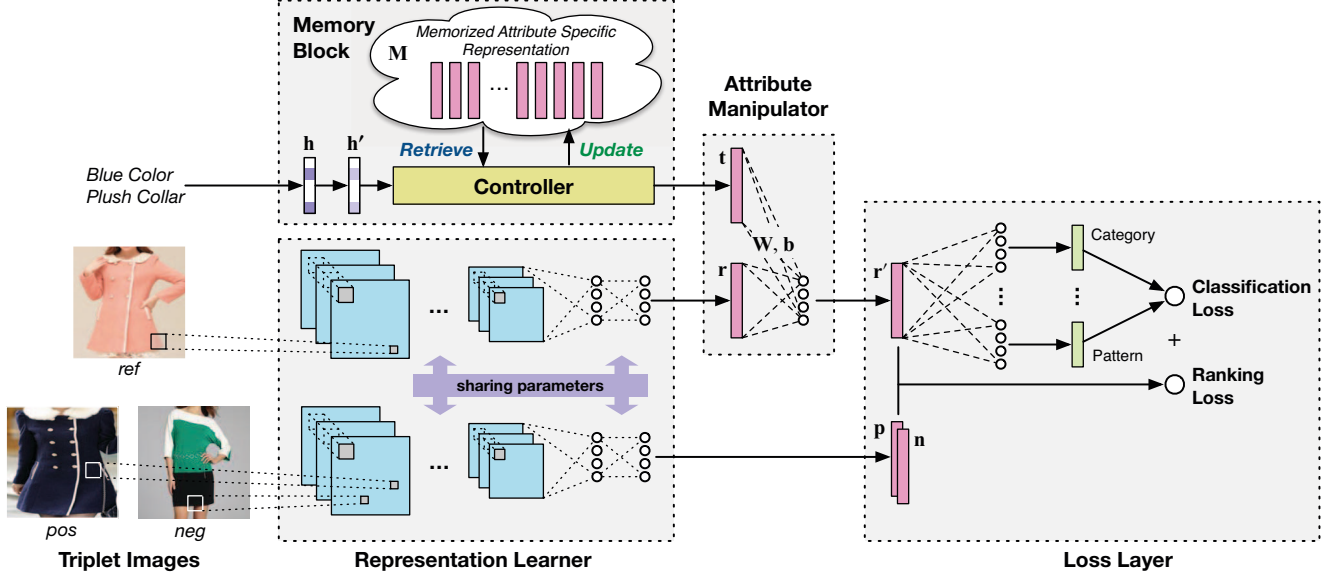 Memory
Block
Memorized Attribute Specific
Representation
M
...
Attribute
Manipulator
h
h′
Retrieve
Update
t
Blue Color
Plush Collar
Controller
W, b
r
r′
Category
Classification
Loss
...
...
Pattern
+
ref
sharing parameters
Ranking
Loss
p
n
...
pos
neg
Triplet Images
Representation Learner
Loss Layer